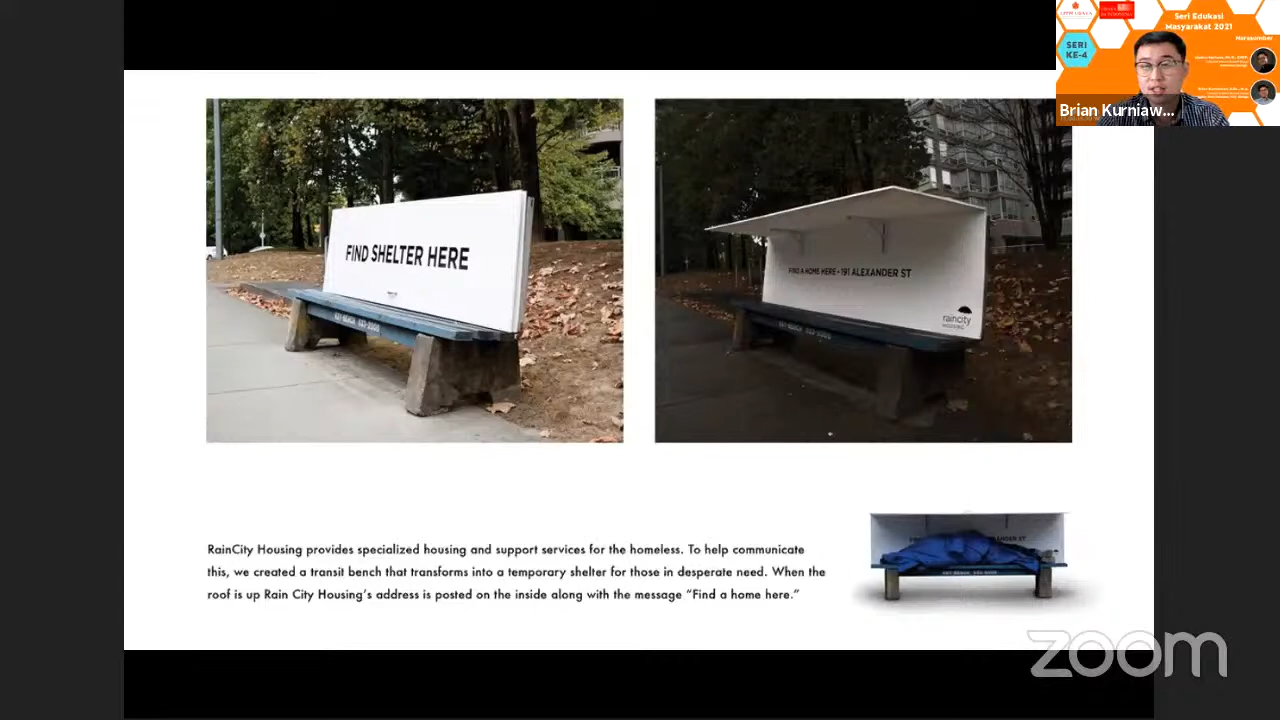 Seri Edukasi
Masyarakat 2021
Narasumber
SERI
KE-4
Brian Kurniaw...
FIND SHELTER HERE
FIND A HOME HERE - 191 ALEXANDER ST
raincity
HOUSING
RainCity Housing provides specialized housing and support services for the homeless. To help communicate
this, we created a transit bench that transforms into a temporary shelter for those in desperate need. When the
roof is up Rain City Housing’s address is posted on the inside along with the message “Find a home here.”
zoom